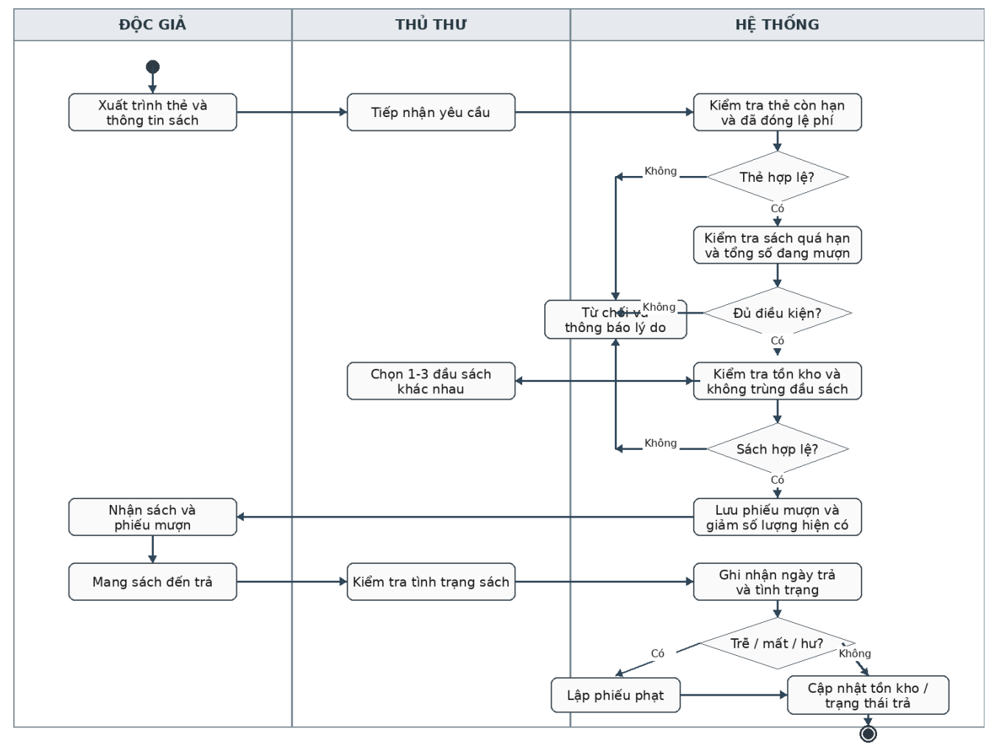 ĐỘC GIẢ
THỦ THƯ
HỆ THỐNG
Xuất trình thẻ và
thông tin sách
Tiếp nhận yêu cầu
Kiểm tra thẻ còn hạn
và đã đóng lệ phí
Không
Thẻ hợp lệ?
Có
Kiểm tra sách quá hạn
và tổng số đang mượn
Từ chối và
thông báo lý do
Không
Đủ điều kiện?
Có
Chọn 1-3 đầu sách
khác nhau
Kiểm tra tồn kho và
không trùng đầu sách
Không
Sách hợp lệ?
Có
Nhận sách và
phiếu mượn
Lưu phiếu mượn và
giảm số lượng hiện có
Mang sách đến trả
Kiểm tra tình trạng sách
Ghi nhận ngày trả
và tình trạng
Trễ / mất / hư?
Có
Không
Lập phiếu phạt
Cập nhật tồn kho /
trạng thái trả